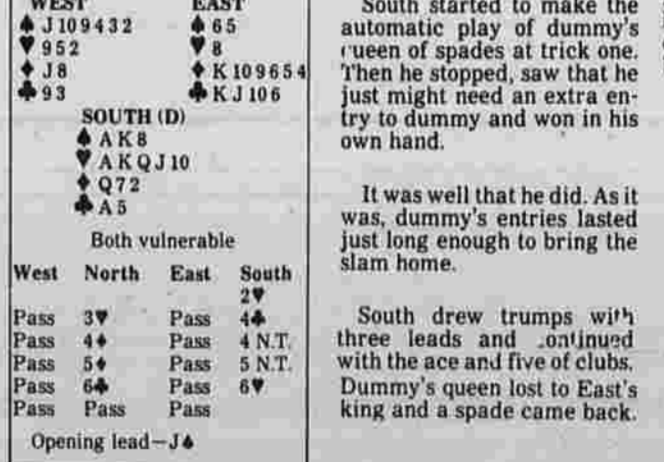 WEST EAST
♠ J 10 9 4 3 2 ♠ 6 5
♥ 9 5 2 ♥ 8
♦ J 8 ♦ K 10 9 6 5 4
♣ 9 3 ♣ K J 10 6
SOUTH (D)
♠ A K 8
♥ A K Q J 10
♦ Q 7 2
♣ A 5
Both vulnerable
West North East South
2♥
Pass 3♥ Pass 4♣
Pass 4♦ Pass 4 N.T.
Pass 5♦ Pass 5 N.T.
Pass 6♣ Pass 6♥
Pass Pass Pass
Opening lead—J♠
South started to make the
automatic play of dummy's
queen of spades at trick one.
Then he stopped, saw that he
just might need an extra en-
try to dummy and won in his
own hand.
It was well that he did. As it
was, dummy's entries lasted
just long enough to bring the
slam home.
South drew trumps with
three leads and continued
with the ace and five of clubs.
Dummy's queen lost to East's
king and a spade came back.